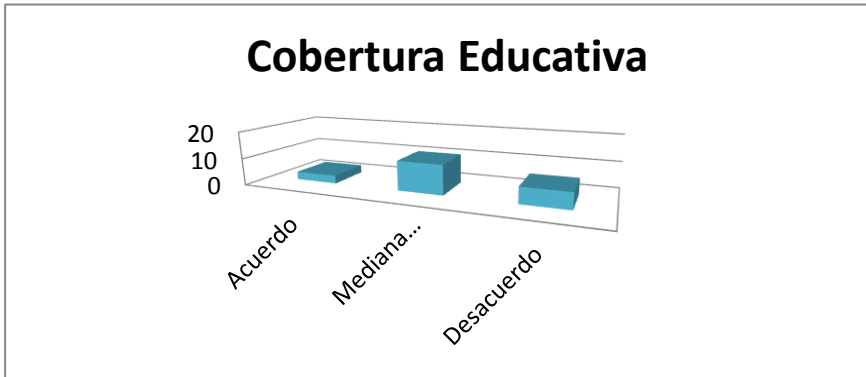 Cobertura Educativa
20
10
0
Acuerdo
Mediana...
Desacuerdo